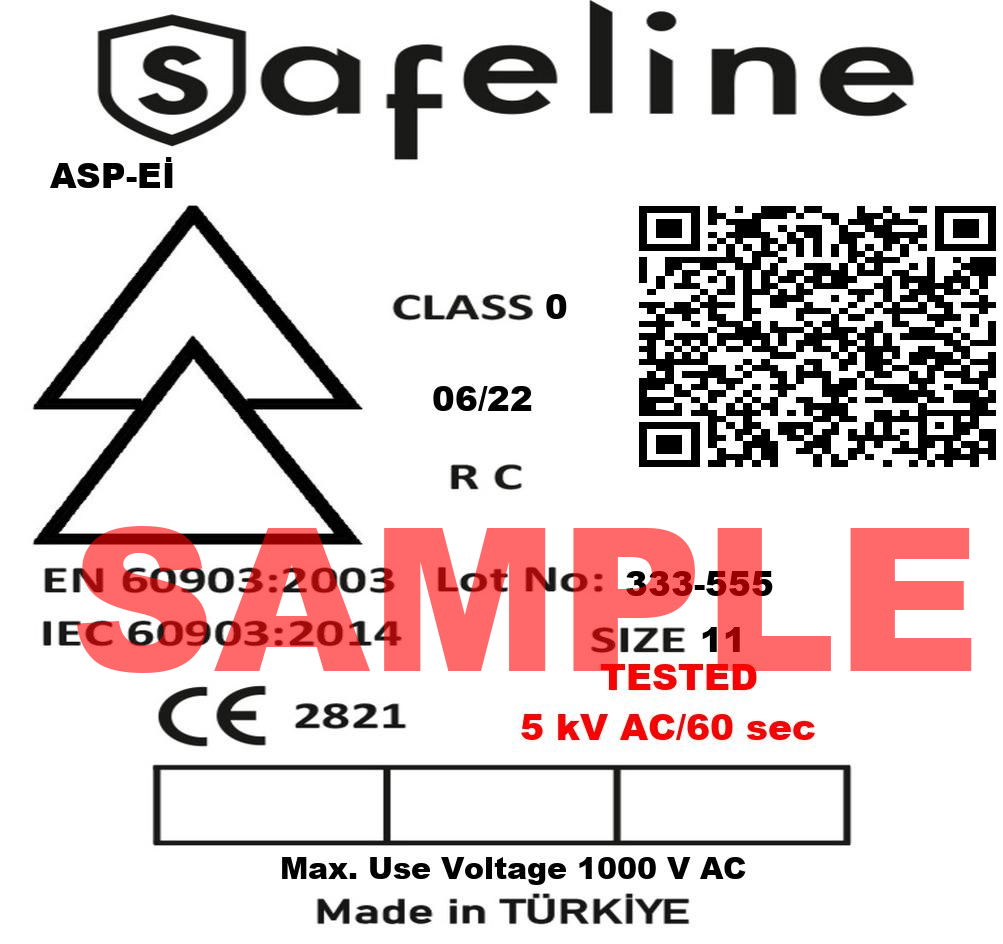 Safeline
ASP-Eİ
CLASS 0
06/22
R C
SAMPLE
EN 60903:2003 Lot No: 333-555
IEC 60903:2014 SIZE 11
TESTED
CE 2821 5 kV AC/60 sec
Max. Use Voltage 1000 V AC
Made in TÜRKİYE